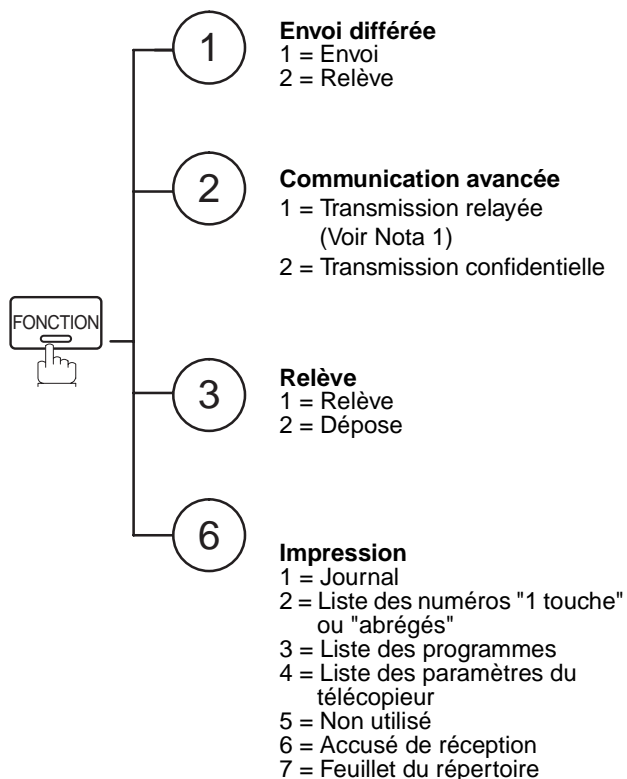 1
Envoi différée
1 = Envoi
2 = Relève
2
Communication avancée
1 = Transmission relayée
(Voir Nota 1)
2 = Transmission confidentielle
FONCTION
3
Relève
1 = Relève
2 = Dépose
6
Impression
1 = Journal
2 = Liste des numéros "1 touche"
ou "abrégés"
3 = Liste des programmes
4 = Liste des paramètres du
télécopieur
5 = Non utilisé
6 = Accusé de réception
7 = Feuillet du répertoire